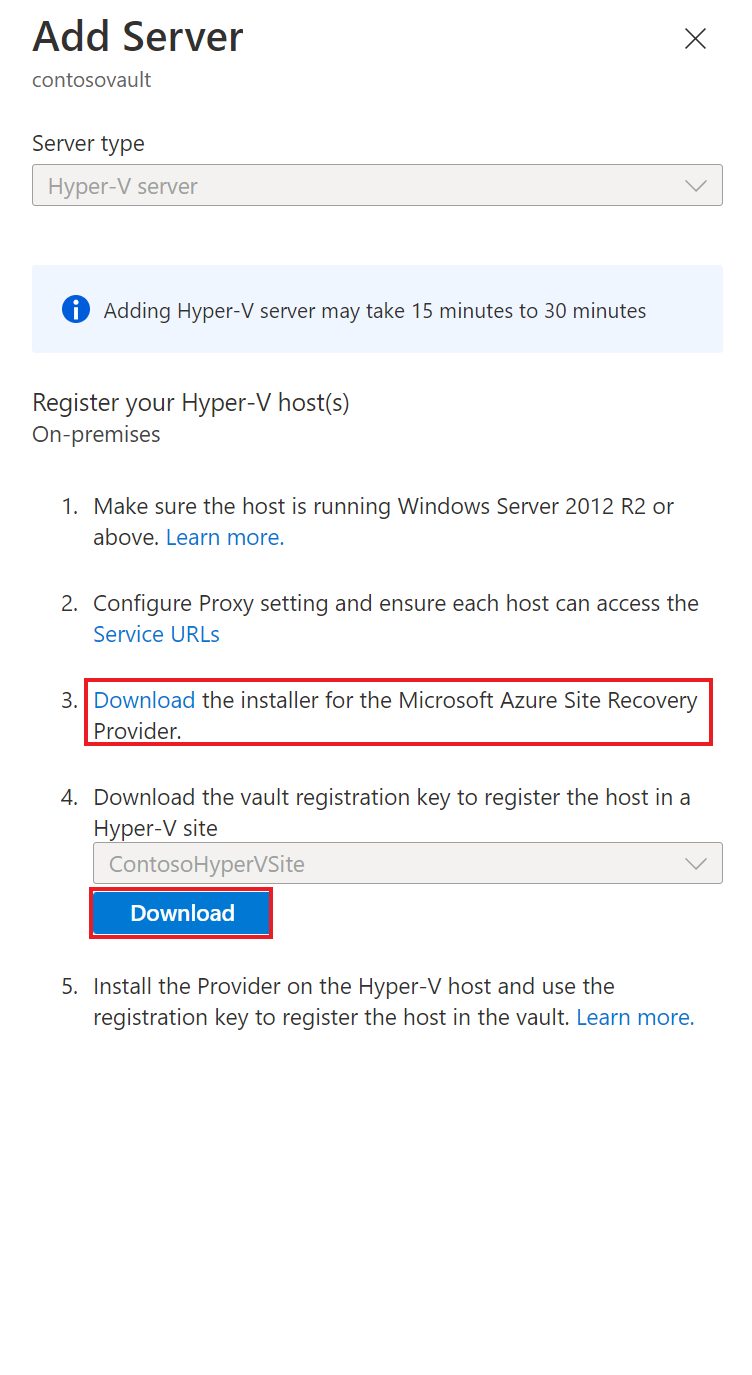 Add Server
contosovault
Server type
Hyper-V server
Adding Hyper-V server may take 15 minutes to 30 minutes
Register your Hyper-V host(s)
On-premises
1. Make sure the host is running Windows Server 2012 R2 or
above. Learn more.
2. Configure Proxy setting and ensure each host can access the
Service URLs
3. Download the installer for the Microsoft Azure Site Recovery
Provider.
4. Download the vault registration key to register the host in a
Hyper-V site
ContosoHyperVSite
Download
5. Install the Provider on the Hyper-V host and use the
registration key to register the host in the vault. Learn more.